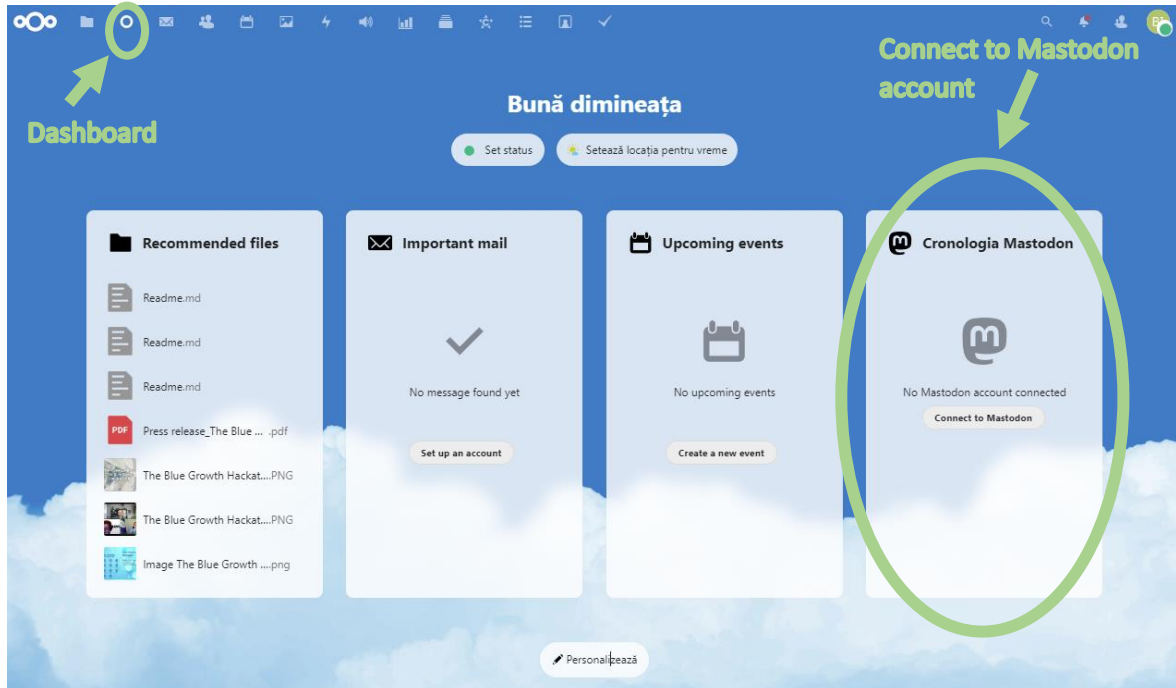 Connect to Mastodon
account
Dashboard
Bună dimineața
Set status
Setează locația pentru vreme
Recommended files
Readme.md
Readme.md
Readme.md
PDF
Press release_The Blue ... .pdf
The Blue Growth Hackat....PNG
The Blue Growth Hackat....PNG
Image The Blue Growth ....png
Important mail
No message found yet
Set up an account
Upcoming events
No upcoming events
Create a new event
Cronologia Mastodon
No Mastodon account connected
Connect to Mastodon
Personalizează